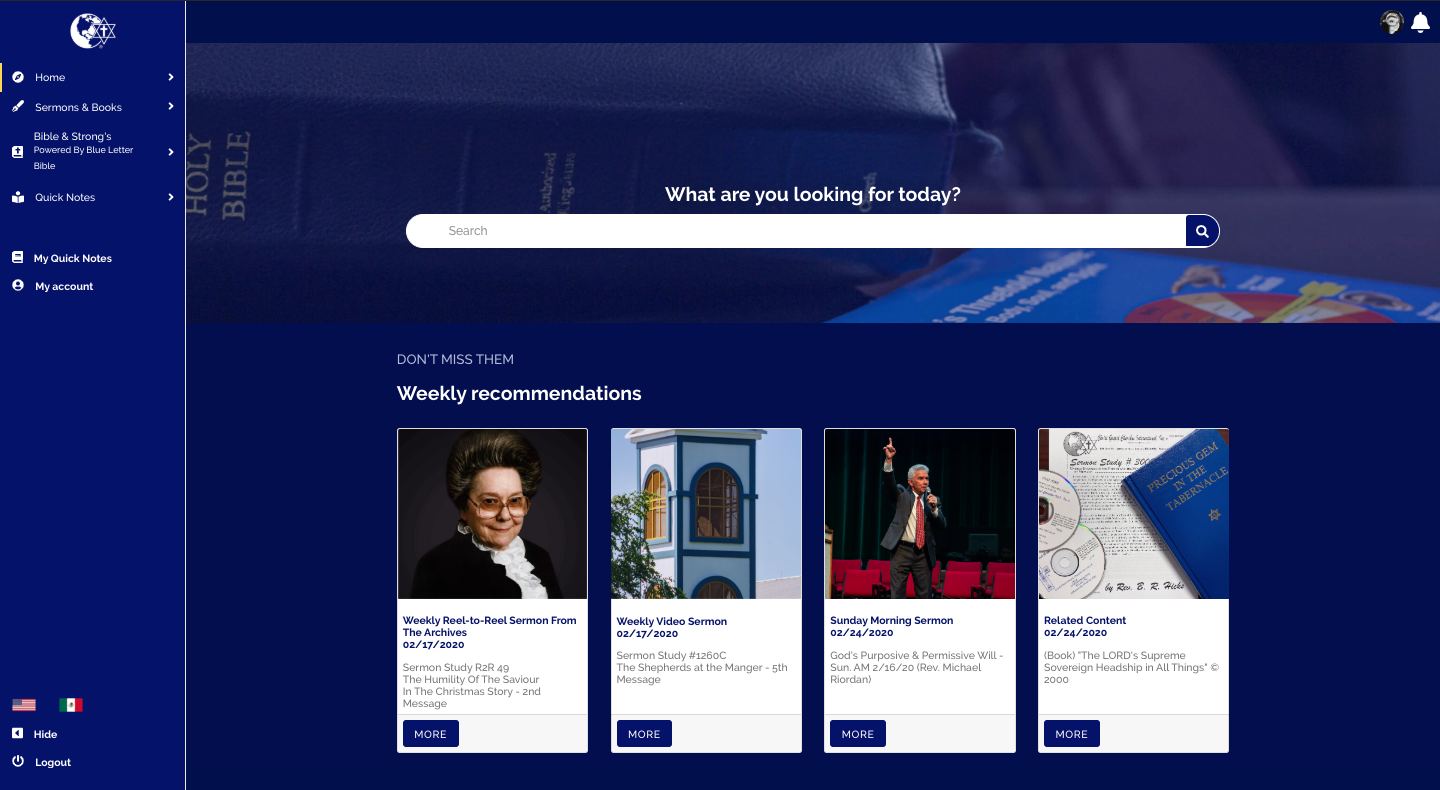 Home
Sermons & Books
Bible & Strong's
Powered By Blue Letter
Bible
Quick Notes
My Quick Notes
My account
Hide
Logout
HOLY
BIBLE
Authorized
King James
Church
What are you looking for today?
Search
DON'T MISS THEM
Weekly recommendations
Weekly Reel-to-Reel Sermon From
The Archives
02/17/2020
Sermon Study R2R 49
The Humility Of The Saviour
In The Christmas Story - 2nd
Message
MORE
Weekly Video Sermon
02/17/2020
Sermon Study #1260C
The Shepherds at the Manger - 5th
Message
MORE
Sunday Morning Sermon
02/24/2020
God's Purposive & Permissive Will -
Sun. AM 2/16/20 (Rev. Michael
Riordan)
MORE
Sermon Study # 300
PRECIOUS GEM
IN THE
TABERNACLE
by Rev. B. R. Hicks
Related Content
02/24/2020
(Book) "The LORD's Supreme
Sovereign Headship in All Things" ©
2000
MORE